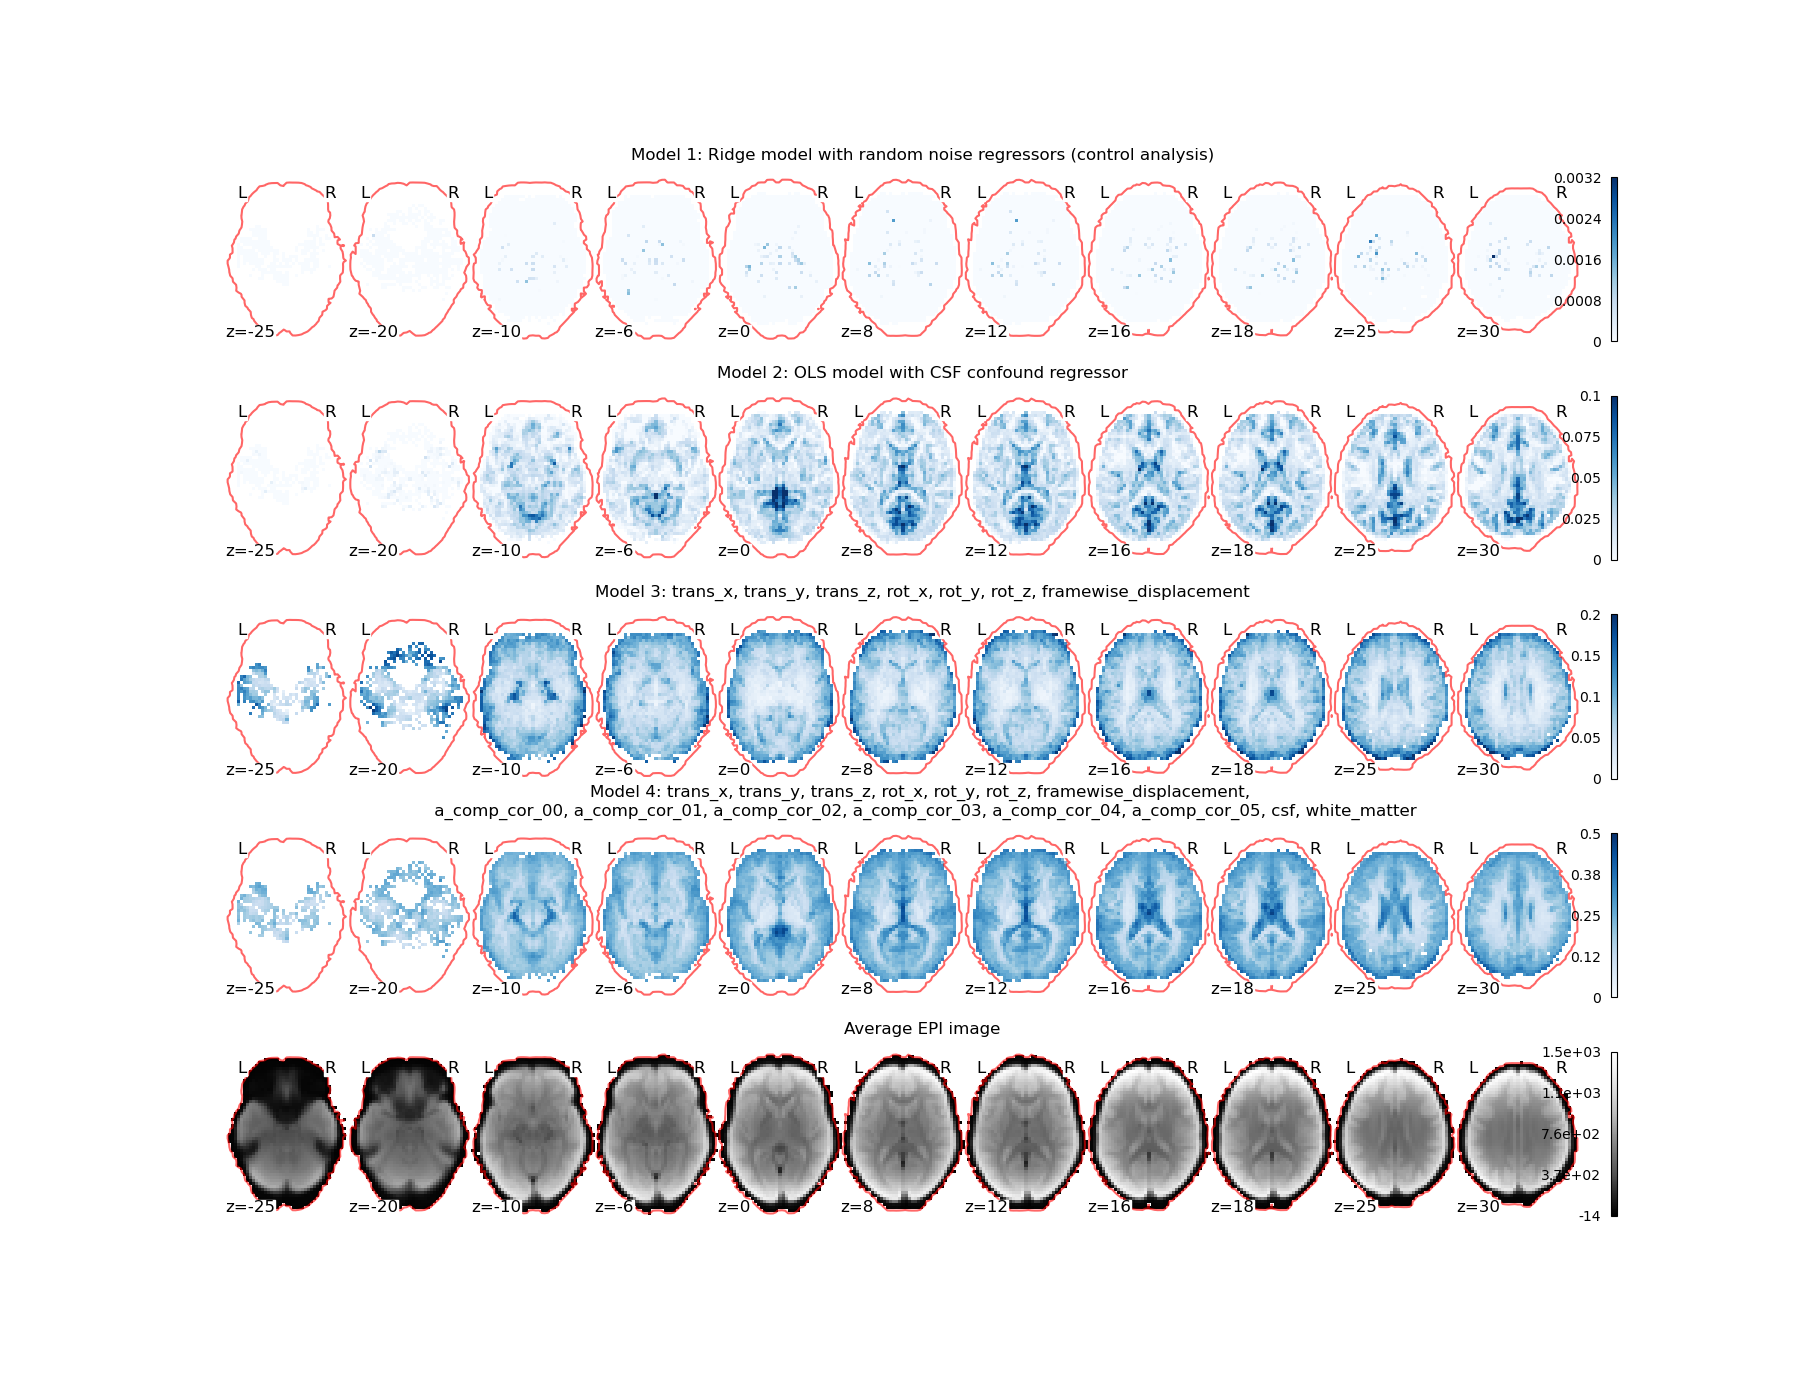 Model 1: Ridge model with random noise regressors (control analysis)
L R L R L R L R L R L R L R L R L R L R L R
0.0032
0.0024
0.0016
0.0008
0
z=-25 z=-20 z=-10 z=-6 z=0 z=8 z=12 z=16 z=18 z=25 z=30
Model 2: OLS model with CSF confound regressor
L R L R L R L R L R L R L R L R L R L R L R
0.1
0.075
0.05
0.025
0
z=-25 z=-20 z=-10 z=-6 z=0 z=8 z=12 z=16 z=18 z=25 z=30
Model 3: trans_x, trans_y, trans_z, rot_x, rot_y, rot_z, framewise_displacement
L R L R L R L R L R L R L R L R L R L R L R
0.2
0.15
0.1
0.05
0
z=-25 z=-20 z=-10 z=-6 z=0 z=8 z=12 z=16 z=18 z=25 z=30
Model 4: trans_x, trans_y, trans_z, rot_x, rot_y, rot_z, framewise_displacement,
a_comp_cor_00, a_comp_cor_01, a_comp_cor_02, a_comp_cor_03, a_comp_cor_04, a_comp_cor_05, csf, white_matter
L R L R L R L R L R L R L R L R L R L R L R
0.5
0.38
0.25
0.12
0
z=-25 z=-20 z=-10 z=-6 z=0 z=8 z=12 z=16 z=18 z=25 z=30
Average EPI image
L R L R L R L R L R L R L R L R L R L R L R
1.5e+03
1.1e+03
7.6e+02
3.7e+02
-14
z=-25 z=-20 z=-10 z=-6 z=0 z=8 z=12 z=16 z=18 z=25 z=30